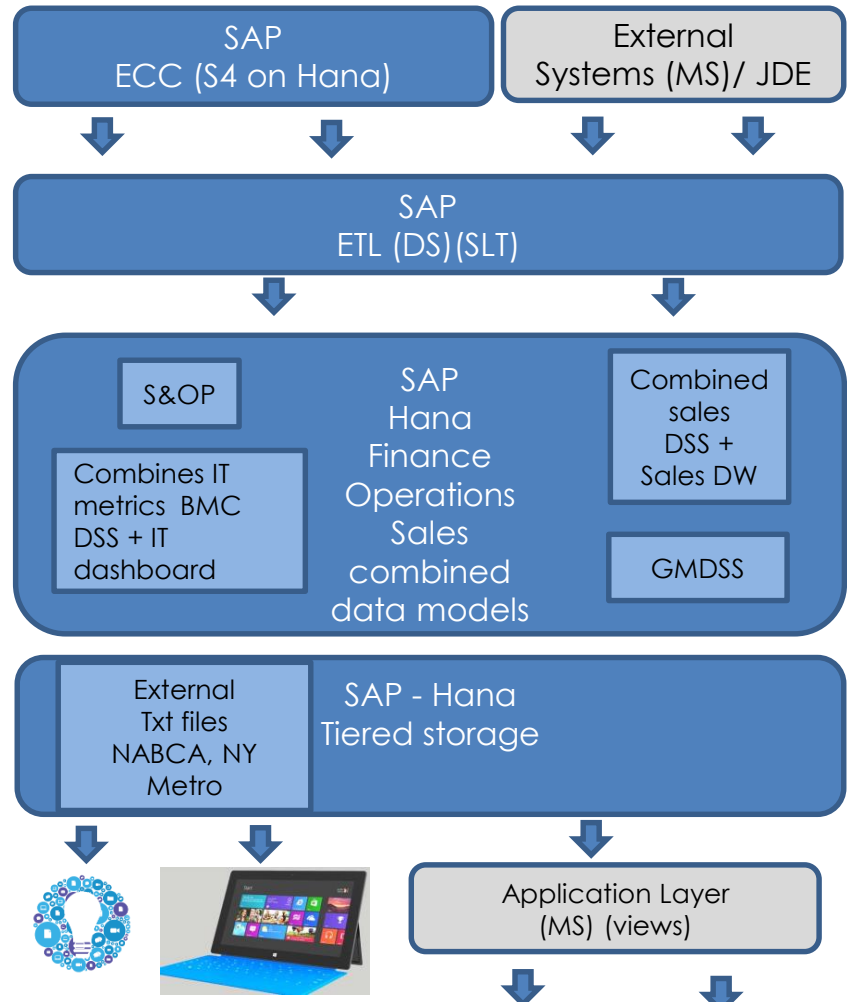 SAP
ECC (S4 on Hana)
External
Systems (MS)/ JDE
SAP
ETL (DS)(SLT)
S&OP
Combines IT
metrics  BMC
DSS + IT
dashboard
SAP
Hana
Finance
Operations
Sales
combined
data models
Combined
sales
DSS +
Sales DW
GMDSS
External
Txt files
NABCA, NY
Metro
SAP - Hana
Tiered storage
Start
Application Layer
(MS) (views)